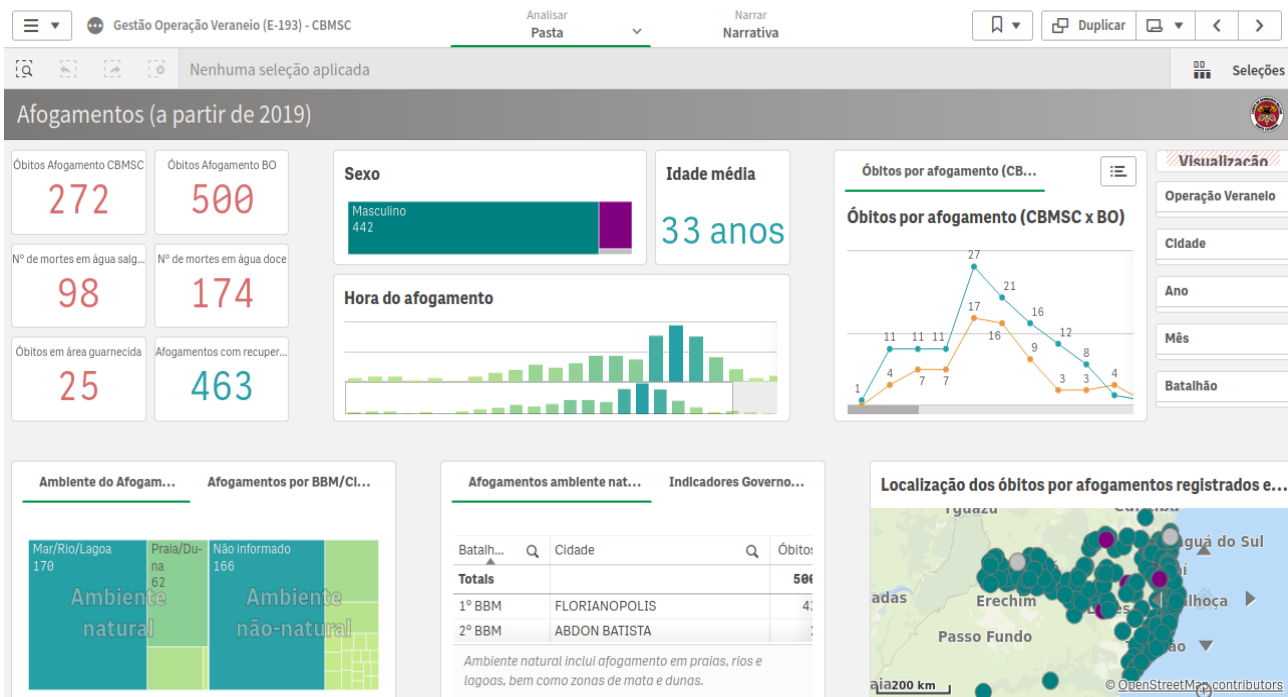 Analisar
Narrar
Gestão Operação Veraneio (E-193) - CBMSC
Pasta
Narrativa
Duplicar
Nenhuma seleção aplicada
Seleções
Afogamentos (a partir de 2019)
Óbitos Afogamento CBMSC
272
Óbitos Afogamento BO
500
Nº de mortes em água salg...
98
Nº de mortes em água doce
174
Óbitos em área guarnecida
25
Afogamentos com recuper...
463
Sexo
Masculino
442
Idade média
33 anos
Hora do afogamento
Óbitos por afogamento (CB...
Óbitos por afogamento (CBMSC x BO)
27
21
17
16
16
11 11 11
12
9
8
4
7 7
3 3 4
1
Visualização
Operação Veraneio
Cidade
Ano
Mês
Batalhão
Ambiente do Afogam...
Afogamentos por BBM/Ci...
Mar/Rio/Lagoa
170
Praia/Du-
na
62
Não informado
166
Ambiente
natural
Ambiente
não-natural
Afogamentos ambiente nat...
Indicadores Governo...
Batalh...
Cidade
Óbitos
Totals
500
1º BBM
FLORIANOPOLIS
2º BBM
ABDON BATISTA
Ambiente natural inclui afogamento em praias, rios e
lagoas, bem como zonas de mata e dunas.
Localização dos óbitos por afogamentos registrados e...
Erechim
Passo Fundo
200 km
© OpenStreetMap contributors